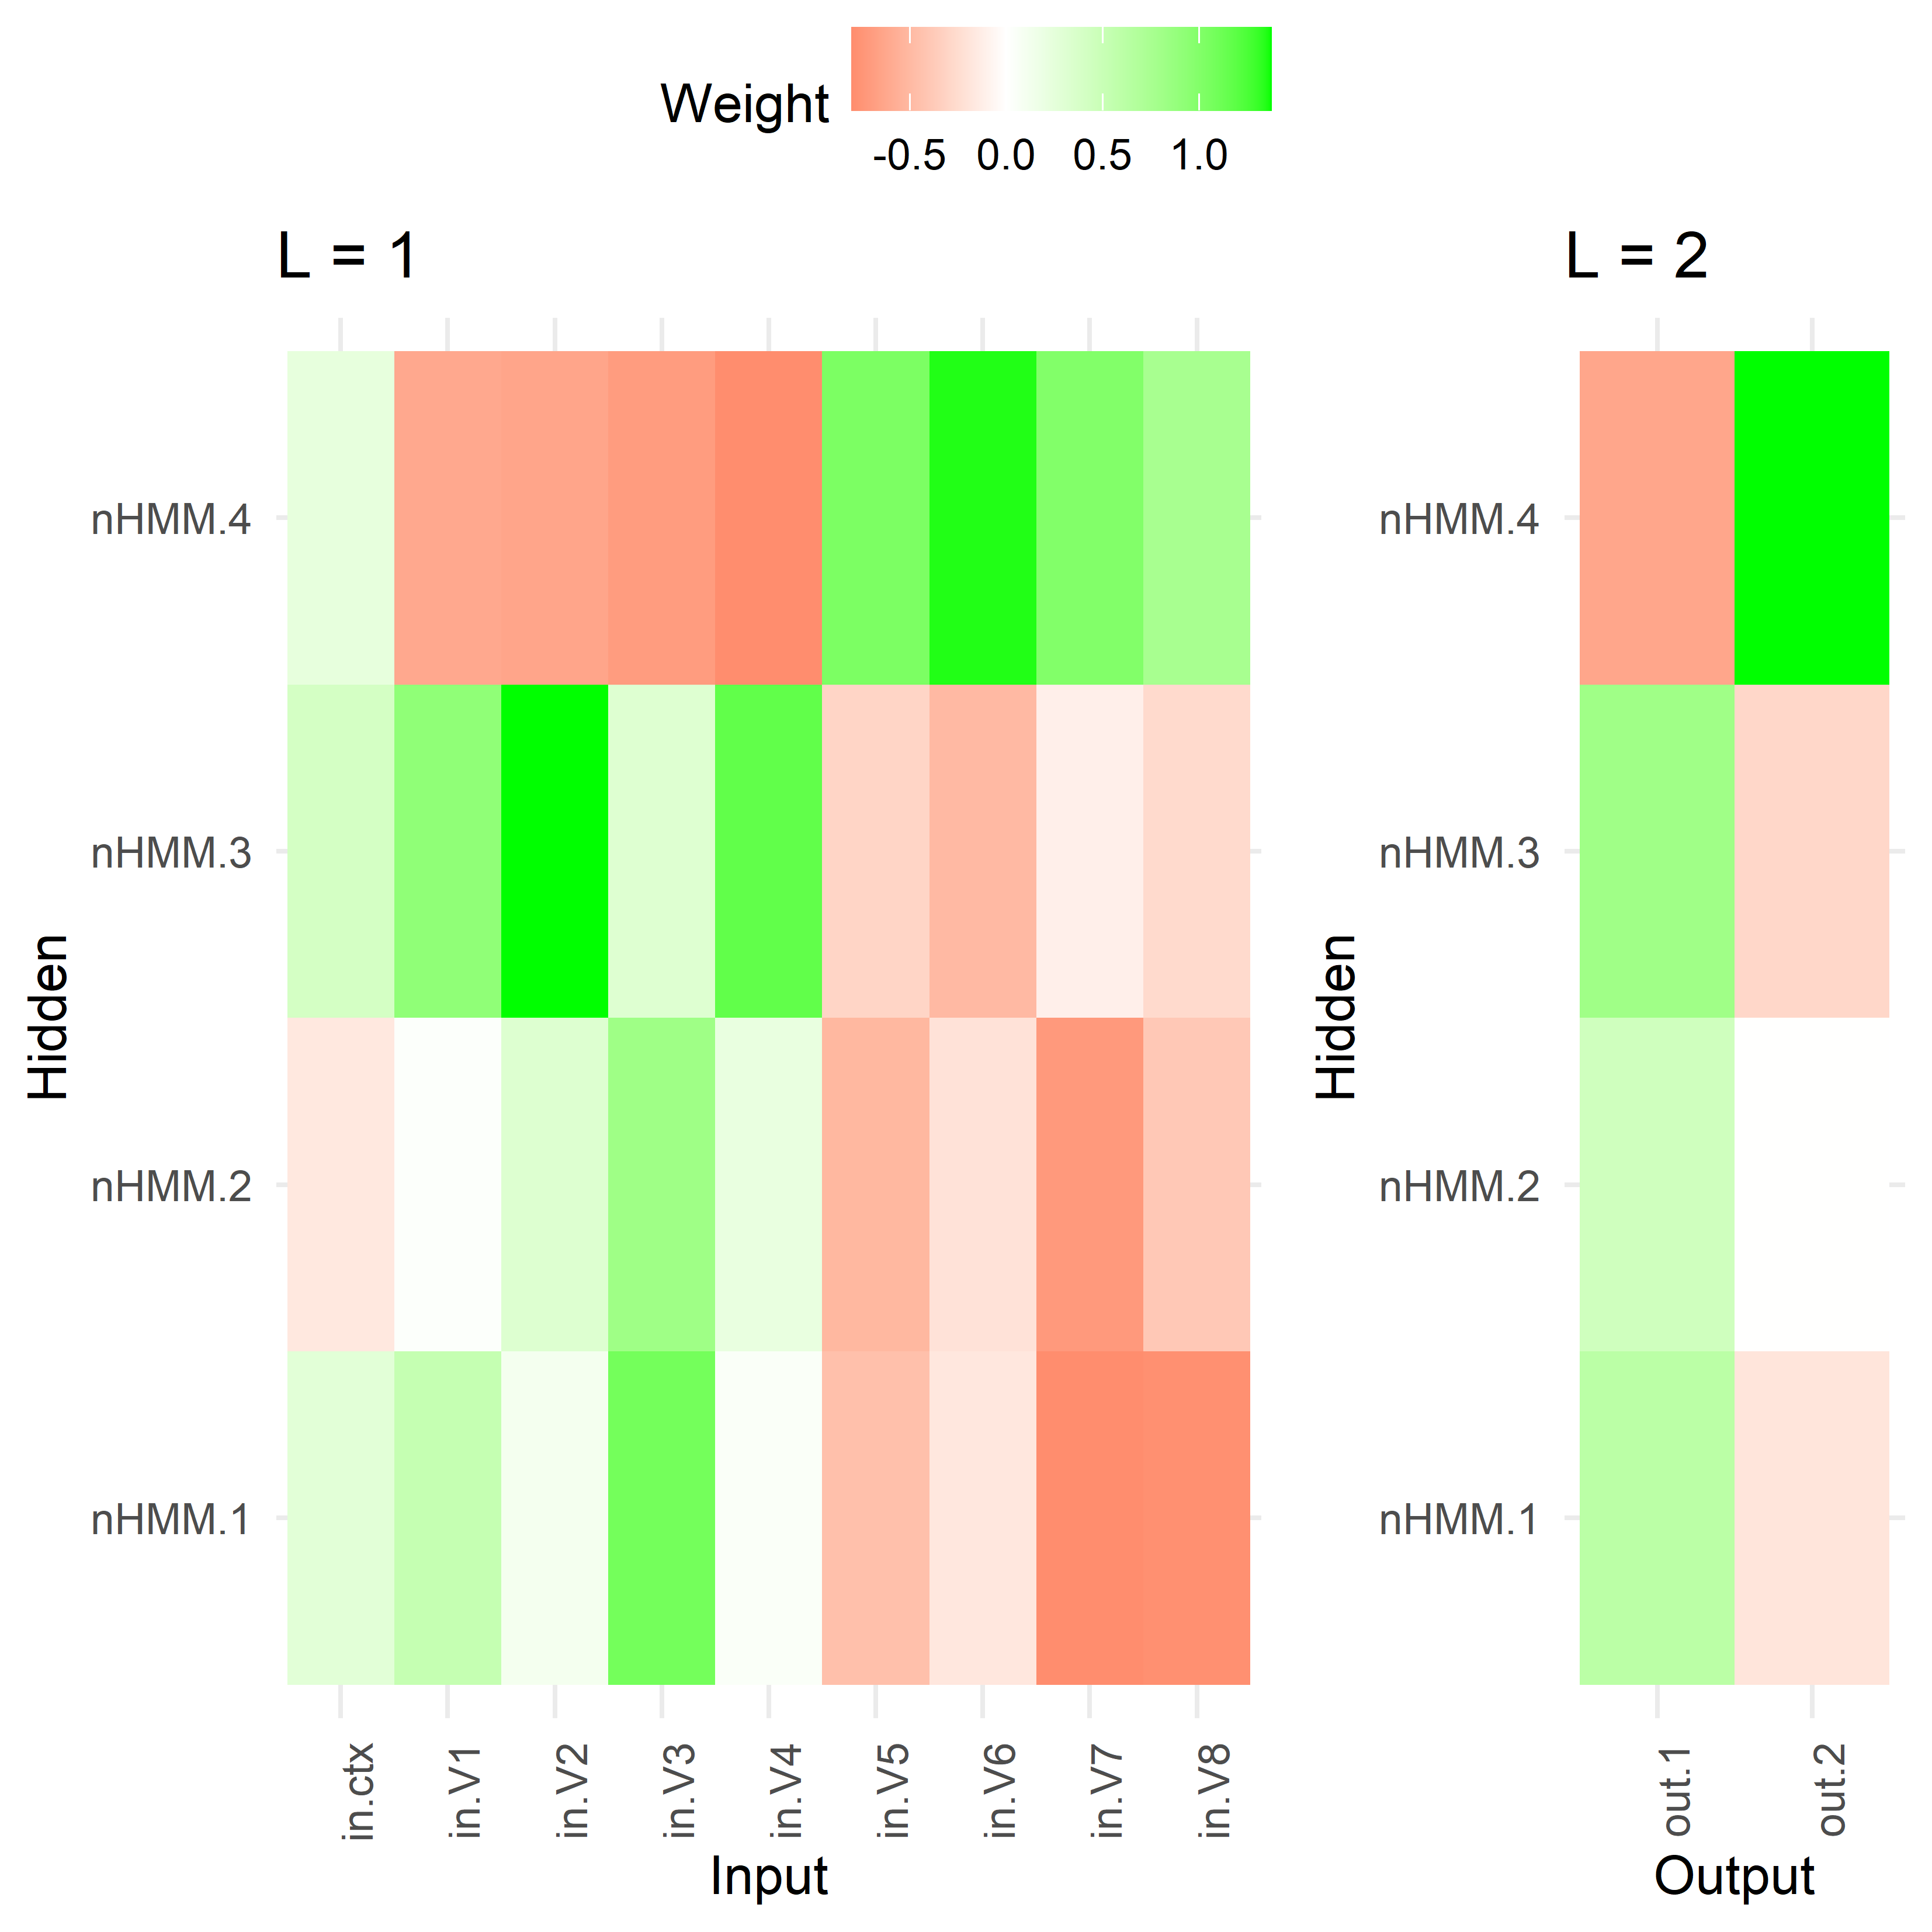 Weight
-0.5 0.0 0.5 1.0
L = 1
nHMM.4
nHMM.3
nHMM.2
nHMM.1
Hidden
in.ctx in.V1 in.V2 in.V3 in.V4 in.V5 in.V6 in.V7 in.V8
Input
L = 2
nHMM.4
nHMM.3
nHMM.2
nHMM.1
Hidden
out.1 out.2
Output